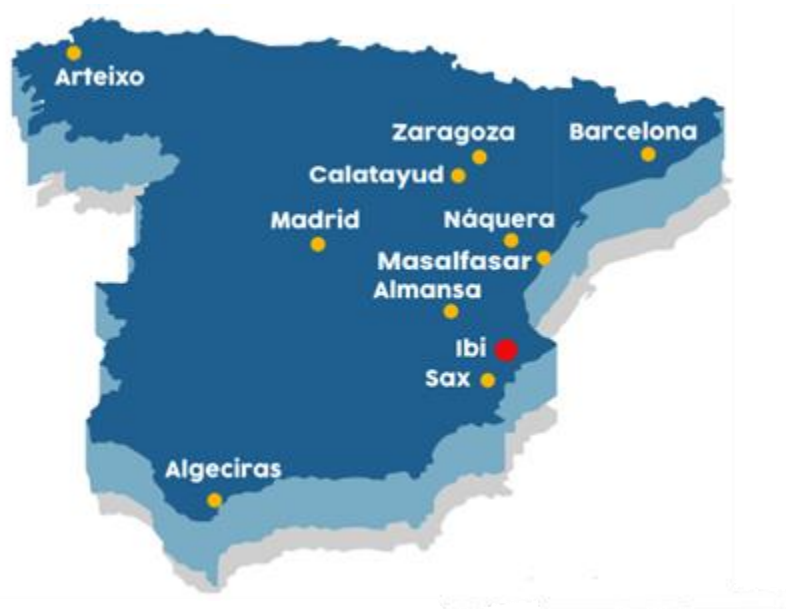 Arteixo
Zaragoza
Barcelona
Calatayud
Madrid
Náquera
Masalfasar
Almansa
Ibi
Sax
Algeciras